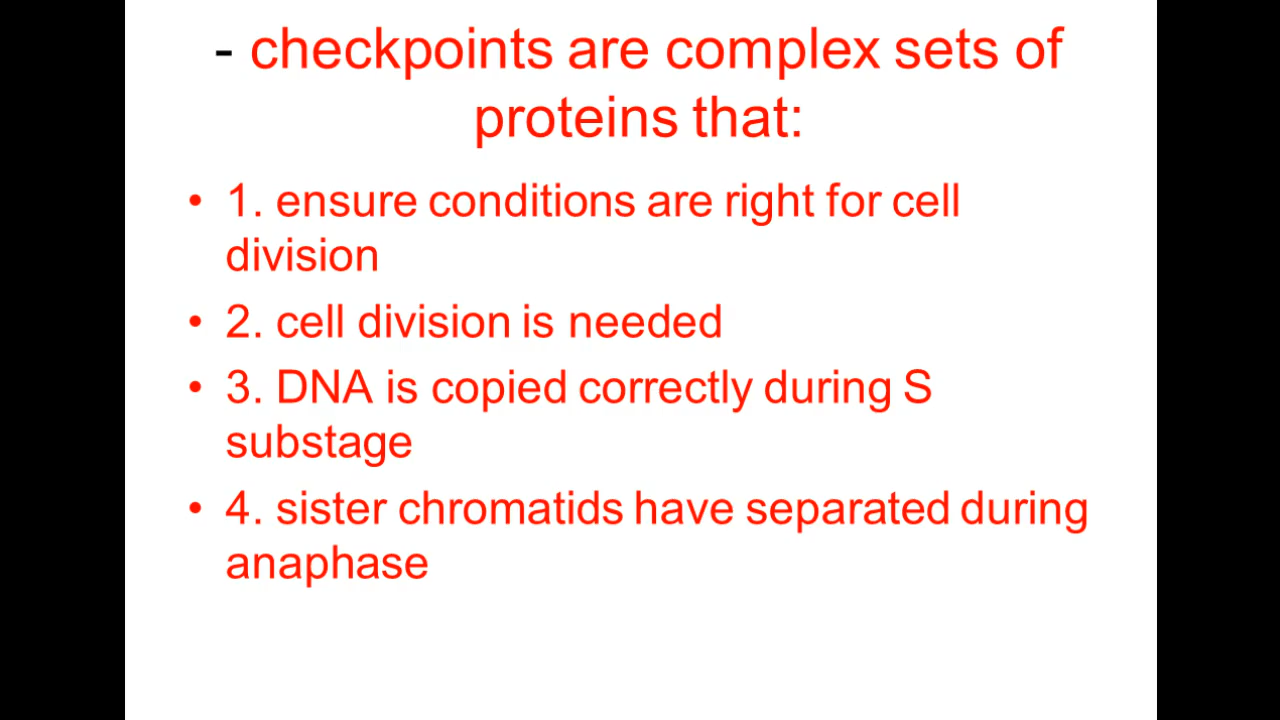 - checkpoints are complex sets of
proteins that:
• 1. ensure conditions are right for cell
division
• 2. cell division is needed
• 3. DNA is copied correctly during S
substage
• 4. sister chromatids have separated during
anaphase